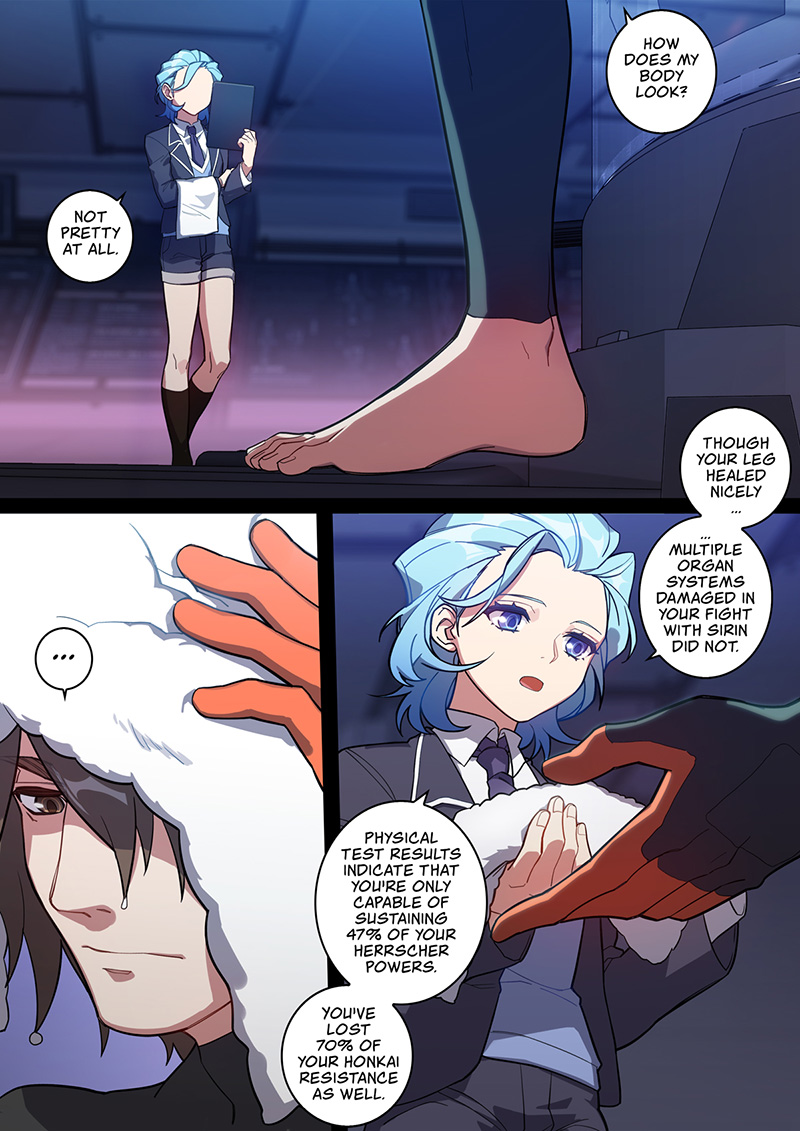 HOW
DOES MY
BODY
LOOK?
NOT
PRETTY
AT ALL.
THOUGH
YOUR LEG
HEALED
NICELY
...
...
MULTIPLE
ORGAN
SYSTEMS
DAMAGED IN
YOUR FIGHT
WITH SIRIN
DID NOT.
...
PHYSICAL
TEST RESULTS
INDICATE THAT
YOU'RE ONLY
CAPABLE OF
SUSTAINING
47% OF YOUR
HERRSCHER
POWERS.
YOU'VE
LOST
70% OF
YOUR HONKAI
RESISTANCE
AS WELL.